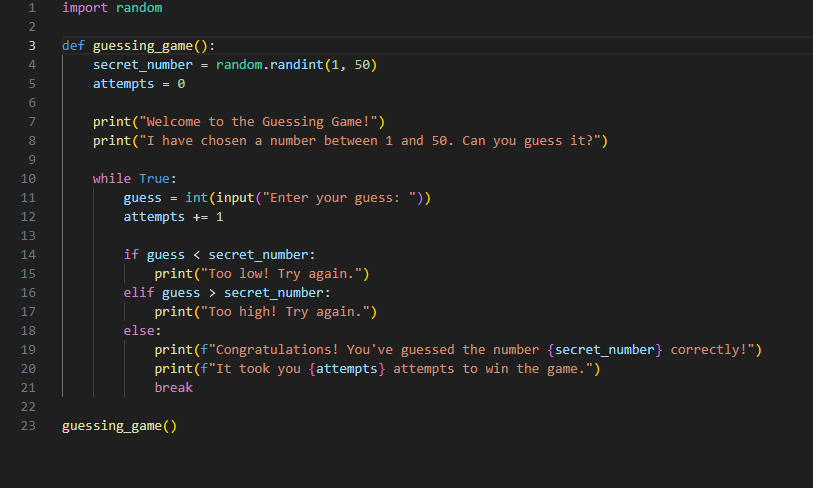 1 import random
2
3 def guessing_game():
4     secret_number = random.randint(1, 50)
5     attempts = 0
6
7     print("Welcome to the Guessing Game!")
8     print("I have chosen a number between 1 and 50. Can you guess it?")
9
10     while True:
11         guess = int(input("Enter your guess: "))
12         attempts += 1
13
14         if guess < secret_number:
15             print("Too low! Try again.")
16         elif guess > secret_number:
17             print("Too high! Try again.")
18         else:
19             print(f"Congratulations! You've guessed the number {secret_number} correctly!")
20             print(f"It took you {attempts} attempts to win the game.")
21             break
22
23 guessing_game()